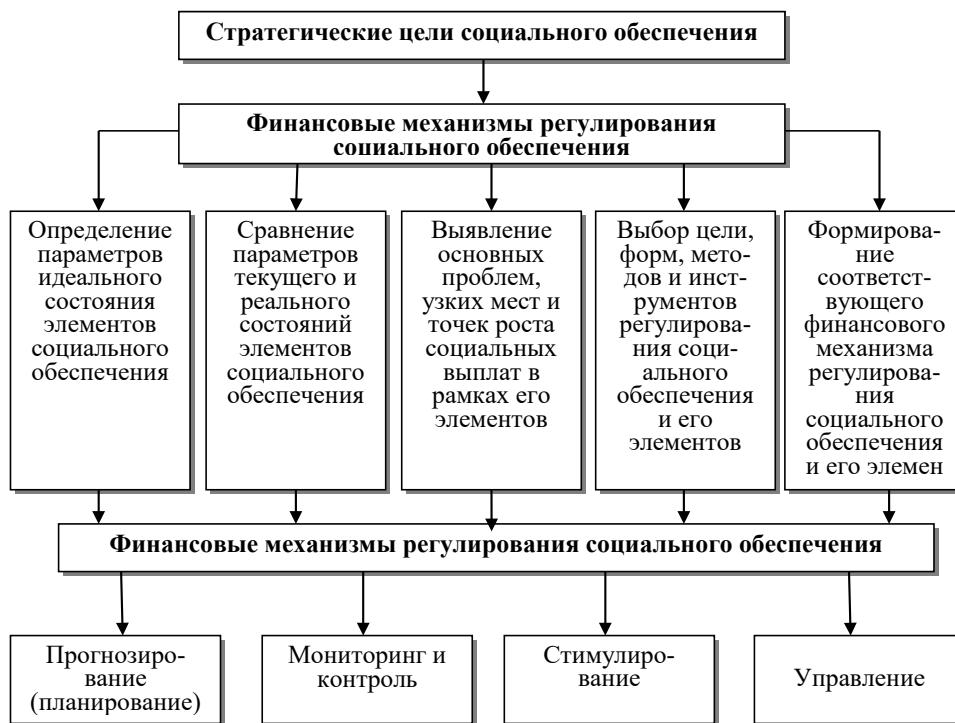 Стратегические цели социального обеспечения
Финансовые механизмы регулирования
социального обеспечения
Определение
параметров
идеального
состояния
элементов
социального
обеспечения
Сравнение
параметров
текущего и
реального
состояний
элементов
социального
обеспечения
Выявление
основных
проблем,
узких мест и
точек роста
социальных
выплат в
рамках его
элементов
Выбор цели,
форм, мето-
дов и инст-
рументов
регулирова-
ния соци-
ального
обеспечения
и его
элементов
Формирова-
ние
соответст-
вующего
финансового
механизма
регулирова-
ния
социального
обеспечения
и его элемен
Финансовые механизмы регулирования социального обеспечения
Прогнозиро-
вание
(планирование)
Мониторинг и
контроль
Стимулиро-
вание
Управление